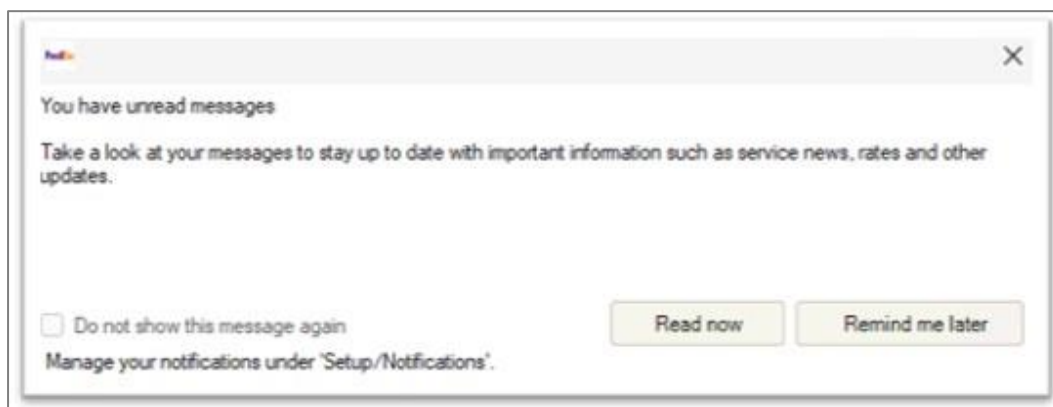 FedEx
You have unread messages
Take a look at your messages to stay up to date with important information such as service news, rates and other
updates.
Do not show this message again
Read now
Remind me later
Manage your notifications under 'Setup/Notifications'.